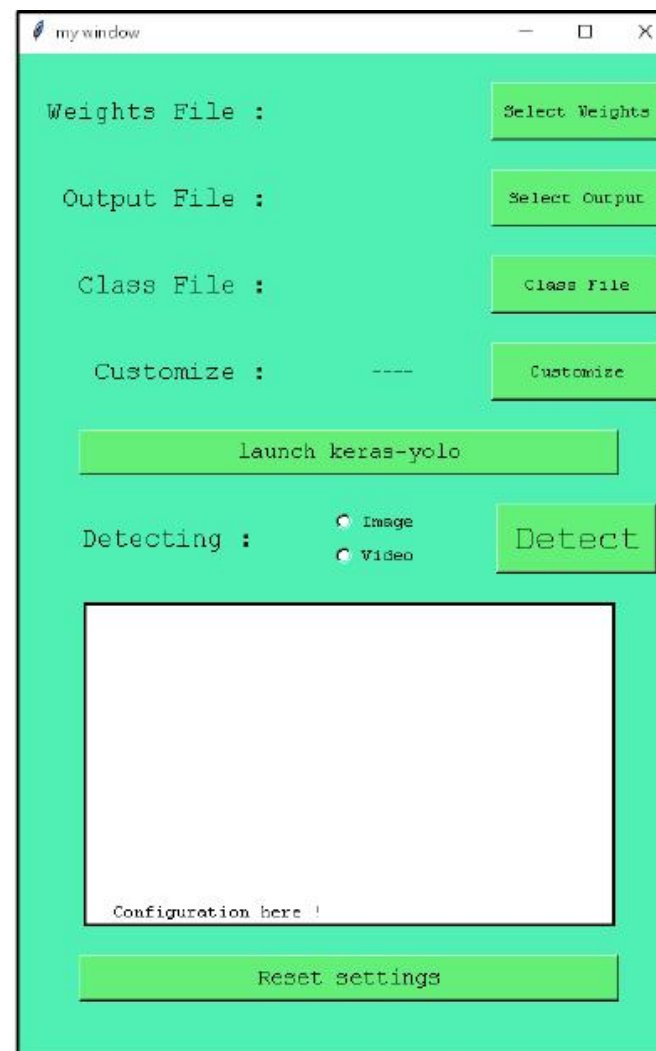 my window
Weights File :
Select Weights
Output File :
Select Output
Class File :
Class File
Customize :
----
Customize
launch keras-yolo
Detecting :
Image
Video
Detect
Configuration here !
Reset settings